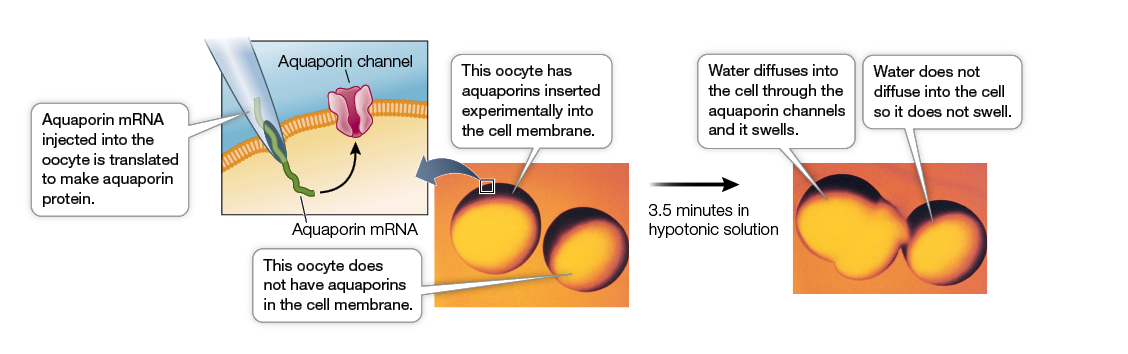 Aquaporin mRNA
injected into the
oocyte is translated
to make aquaporin
protein.
Aquaporin channel
Aquaporin mRNA
This oocyte has
aquaporins inserted
experimentally into
the cell membrane.
This oocyte does
not have aquaporins
in the cell membrane.
3.5 minutes in
hypotonic solution
Water diffuses into
the cell through the
aquaporin channels
and it swells.
Water does not
diffuse into the cell
so it does not swell.